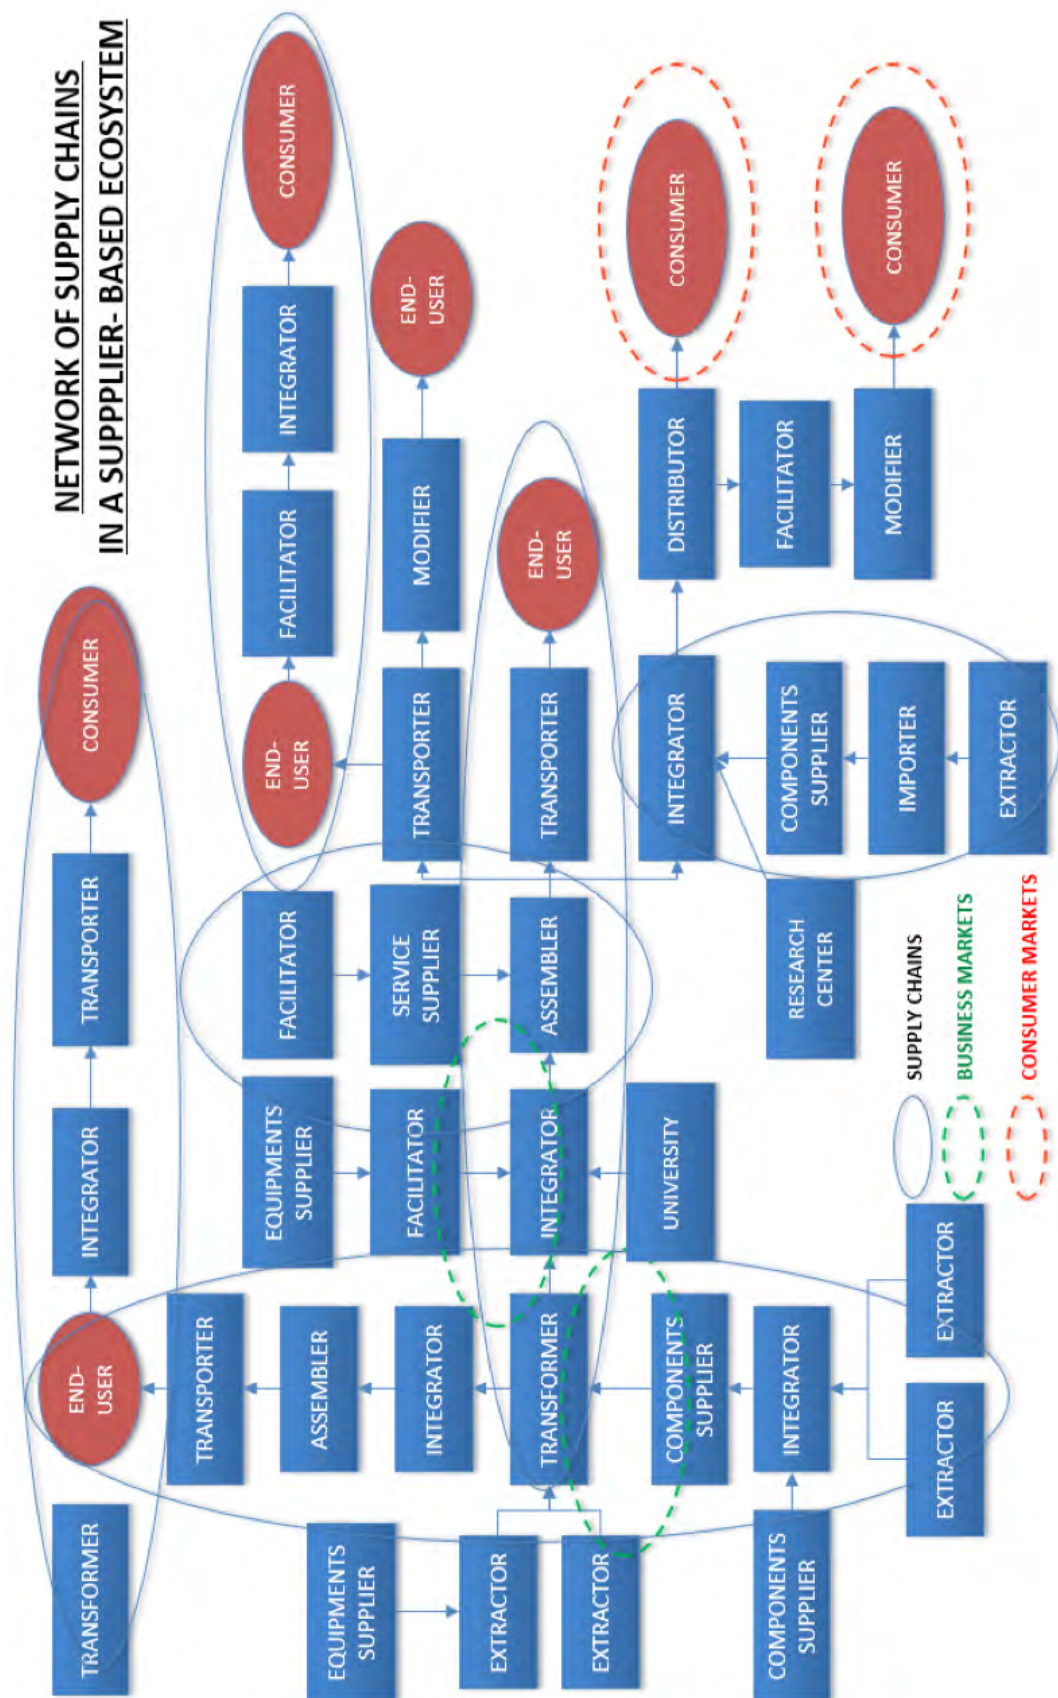 NETWORK OF SUPPLY CHAINS
IN A SUPPPLIER- BASED ECOSYSTEM
TRANSFORMER
END-
USER
INTEGRATOR
TRANSPORTER
CONSUMER
TRANSPORTER
EQUIPMENTS
SUPPLIER
FACILITATOR
END-
USER
FACILITATOR
INTEGRATOR
CONSUMER
ASSEMBLER
EQUIPMENTS
SUPPLIER
INTEGRATOR
FACILITATOR
SERVICE
SUPPLIER
TRANSPORTER
MODIFIER
END-
USER
EXTRACTOR
TRANSFORMER
INTEGRATOR
ASSEMBLER
TRANSPORTER
END-
USER
EXTRACTOR
COMPONENTS
SUPPLIER
UNIVERSITY
INTEGRATOR
DISTRIBUTOR
CONSUMER
COMPONENTS
SUPPLIER
INTEGRATOR
RESEARCH
CENTER
COMPONENTS
SUPPLIER
FACILITATOR
IMPORTER
MODIFIER
CONSUMER
EXTRACTOR
EXTRACTOR
EXTRACTOR
SUPPLY CHAINS
BUSINESS MARKETS
CONSUMER MARKETS